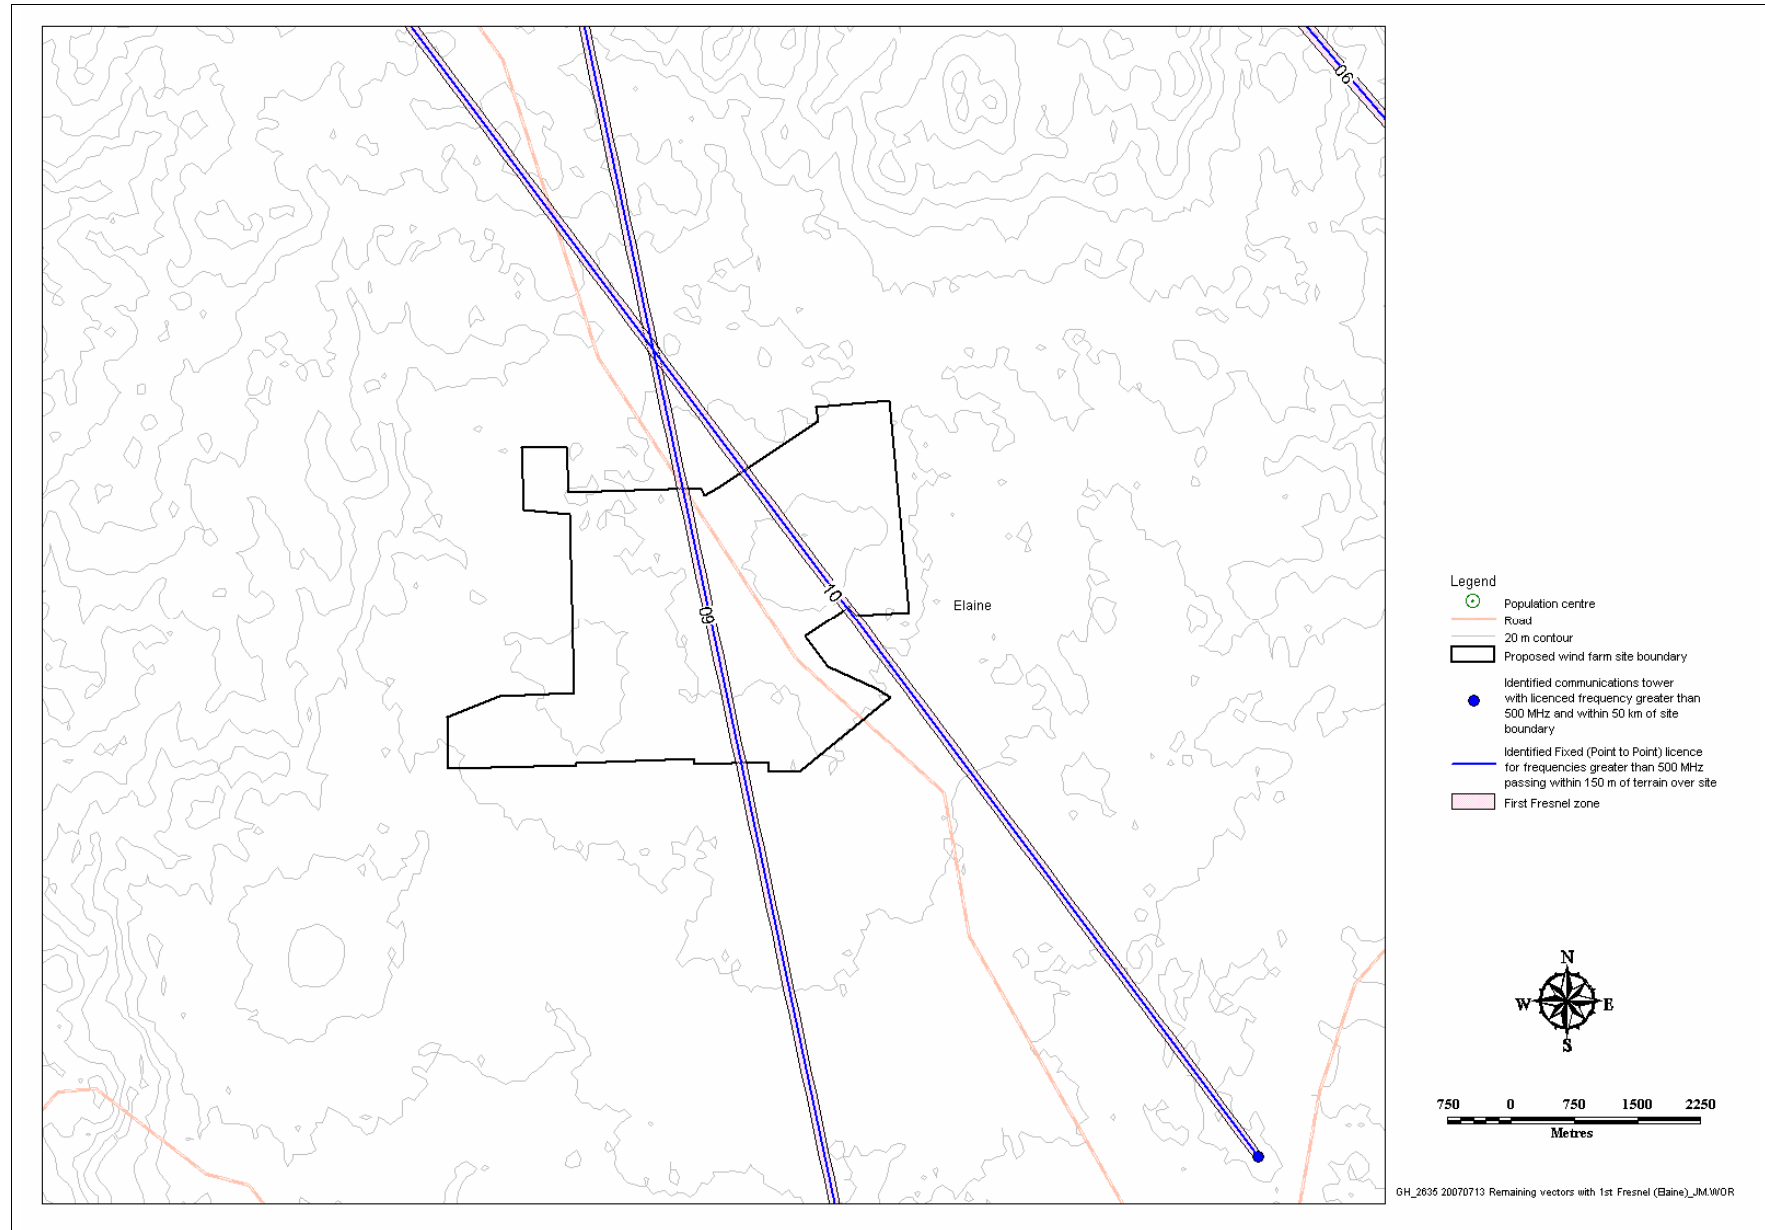 06
09
10
Elaine
Legend
Population centre
Road
20 m contour
Proposed wind farm site boundary
Identified communications tower
with licenced frequency greater than
500 MHz and within 50 km of site
boundary
Identified Fixed (Point to Point) licence
for frequencies greater than 500 MHz
passing within 150 m of terrain over site
First Fresnel zone
N
W E
S
750 0 750 1500 2250
Metres
GH_2635 20070713 Remaining vectors with 1st Fresnel (Elaine)_JM.WOR